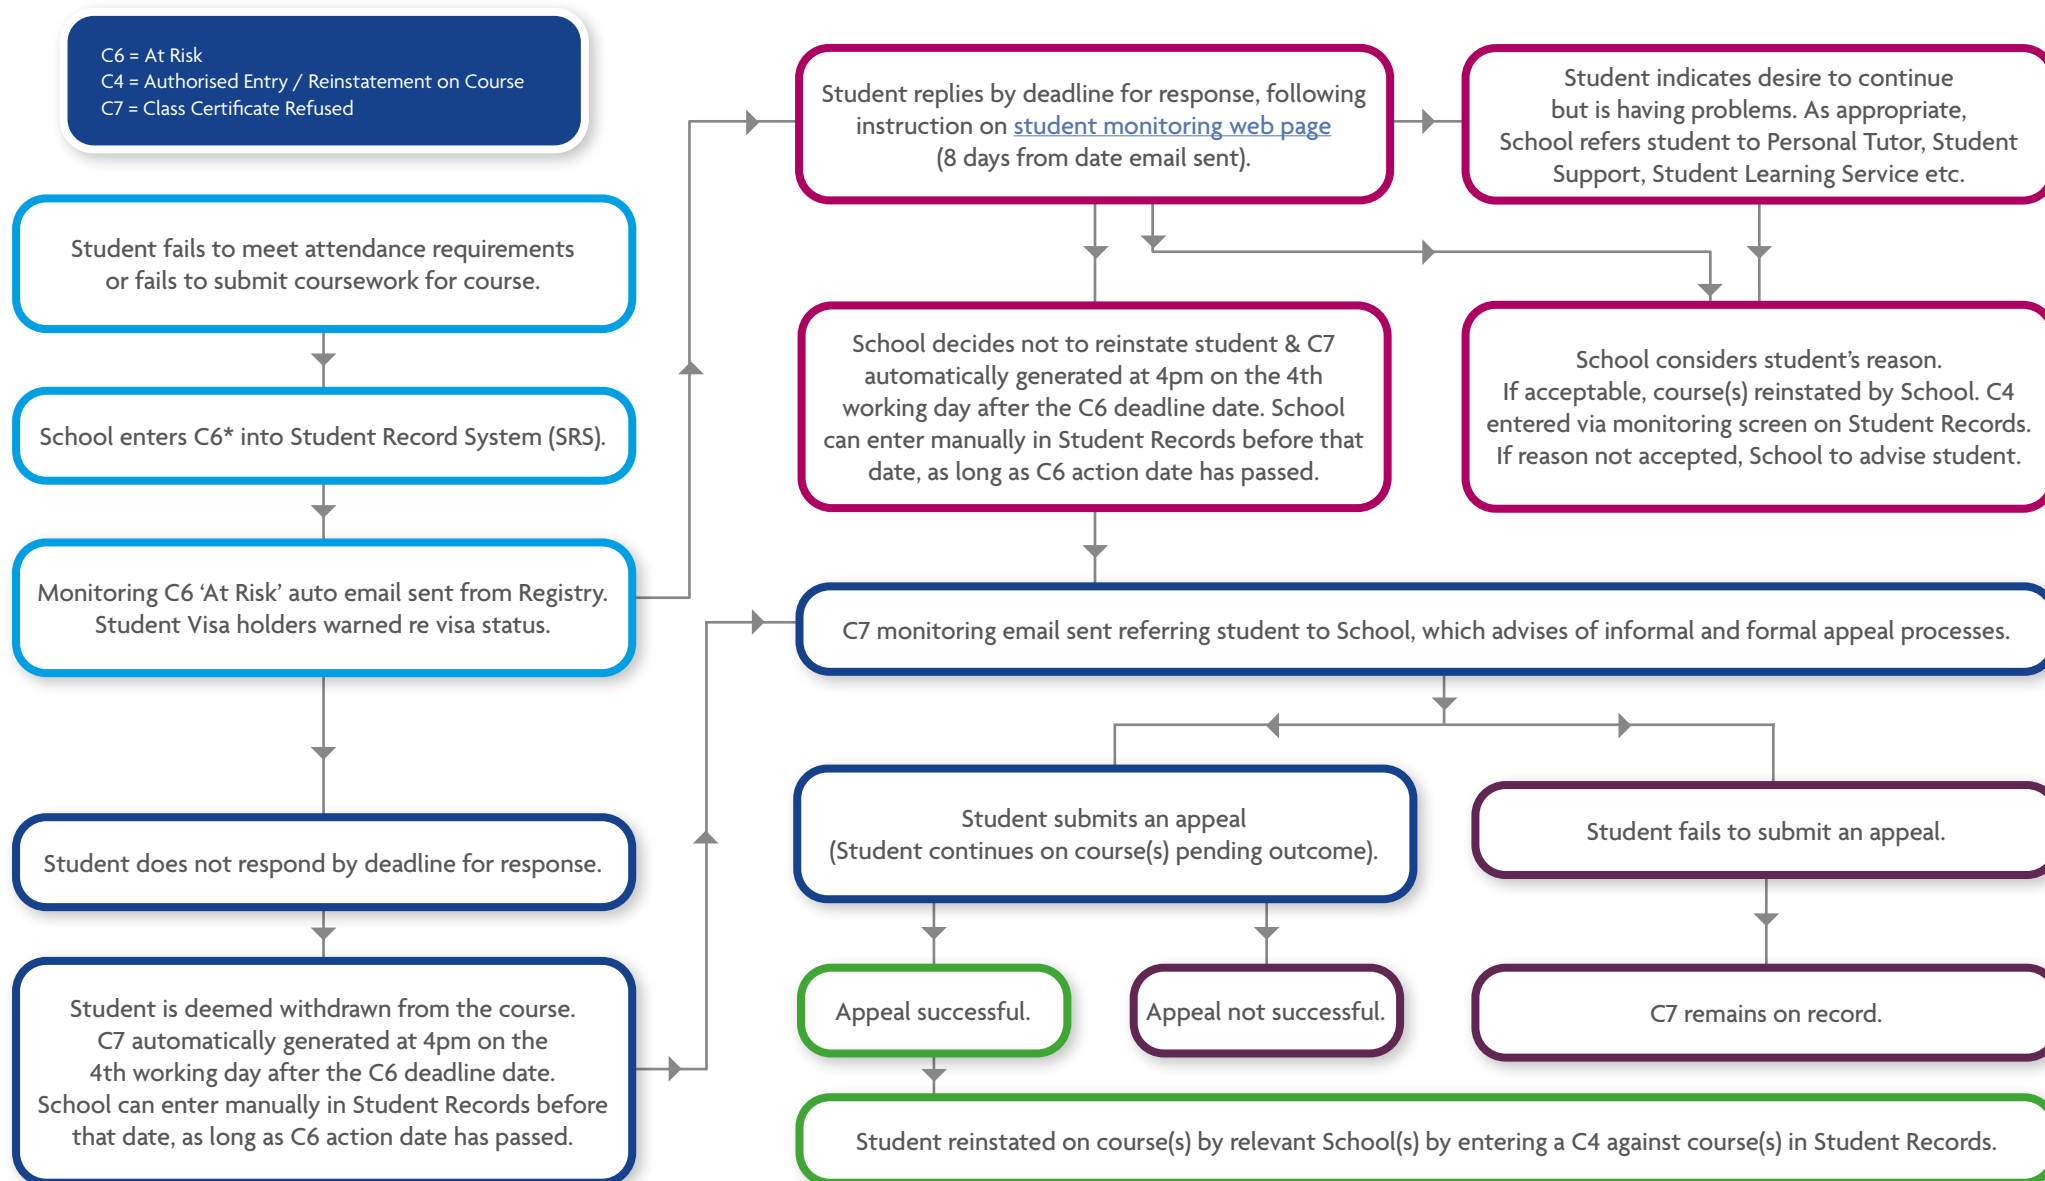 C6 = At Risk
C4 = Authorised Entry / Reinstatement on Course
C7 = Class Certificate Refused
Student fails to meet attendance requirements
or fails to submit coursework for course.
School enters C6* into Student Record System (SRS).
Monitoring C6 ‘At Risk’ auto email sent from Registry.
Student Visa holders warned re visa status.
Student does not respond by deadline for response.
Student is deemed withdrawn from the course.
C7 automatically generated at 4pm on the
4th working day after the C6 deadline date.
School can enter manually in Student Records before
that date, as long as C6 action date has passed.
Student replies by deadline for response, following
instruction on student monitoring web page
(8 days from date email sent).
Student indicates desire to continue
but is having problems. As appropriate,
School refers student to Personal Tutor, Student
Support, Student Learning Service etc.
School decides not to reinstate student & C7
automatically generated at 4pm on the 4th
working day after the C6 deadline date. School
can enter manually in Student Records before that
date, as long as C6 action date has passed.
School considers student’s reason.
If acceptable, course(s) reinstated by School. C4
entered via monitoring screen on Student Records.
If reason not accepted, School to advise student.
C7 monitoring email sent referring student to School, which advises of informal and formal appeal processes.
Student submits an appeal
(Student continues on course(s) pending outcome).
Student fails to submit an appeal.
Appeal successful.
Appeal not successful.
C7 remains on record.
Student reinstated on course(s) by relevant School(s) by entering a C4 against course(s) in Student Records.